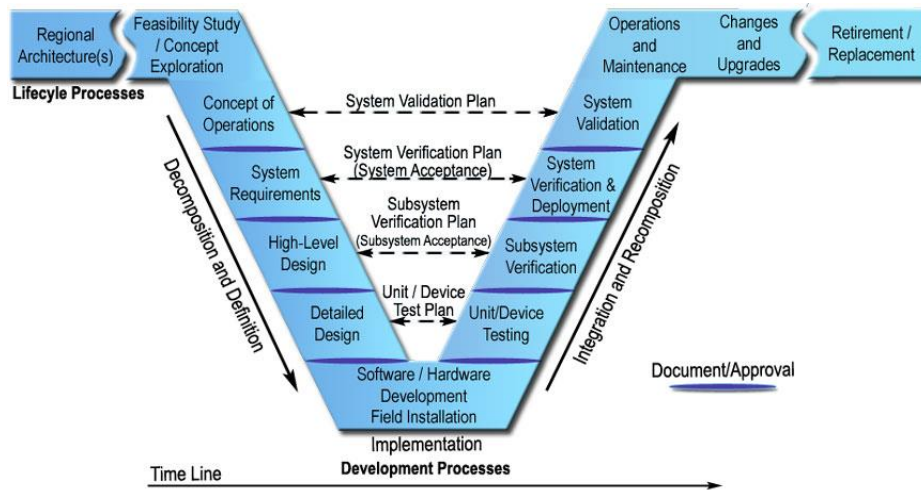 Regional
Architecture(s)
Feasibility Study
/ Concept
Exploration
Operations
and
Maintenance
Changes
and
Upgrades
Retirement /
Replacement
Lifecyle Processes
Concept of
Operations
System Validation Plan
System
Validation
System
Requirements
System Verification Plan
(System Acceptance)
System
Verification &
Deployment
High-Level
Design
Subsystem
Verification Plan
(Subsystem Acceptance)
Subsystem
Verification
Detailed
Design
Unit / Device
Test Plan
Unit/Device
Testing
Decomposition and Definition
Integration and Recomposition
Software / Hardware
Development
Field Installation
Document/Approval
Implementation
Development Processes
Time Line